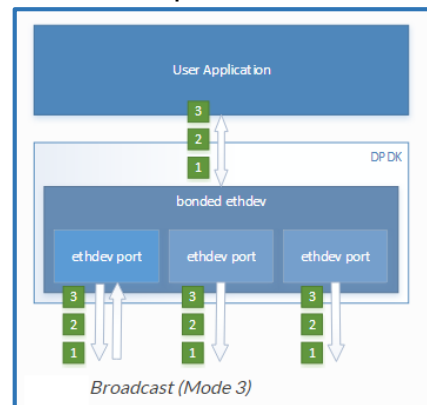 User Application
3
2
1
DPDK
bonded ethdev
ethdev port ethdev port ethdev port
3 3 3
2 2 2
1 1 1
Broadcast (Mode 3)